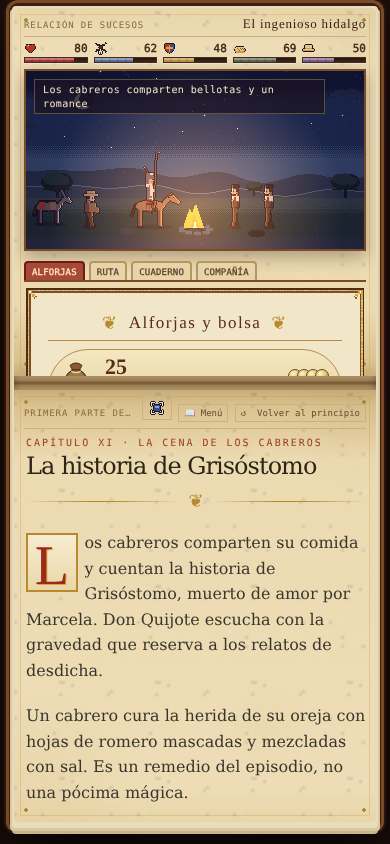 RELACIÓN DE SUCESOS
El ingenioso hidalgo
80 62 48 69 50
Los cabreros comparten bellotas y un
romance
ALFORJAS RUTA CUADERNO COMPAÑÍA
Alforjas y bolsa
25
PRIMERA PARTE DE…
Menú
↺ Volver al principio
CAPÍTULO XI · LA CENA DE LOS CABREROS
La historia de Grisóstomo
Los cabreros comparten su comida
y cuentan la historia de
Grisóstomo, muerto de amor por
Marcela. Don Quijote escucha con la
gravedad que reserva a los relatos de
desdicha.
Un cabrero cura la herida de su oreja con
hojas de romero mascadas y mezcladas
con sal. Es un remedio del episodio, no
una pócima mágica.